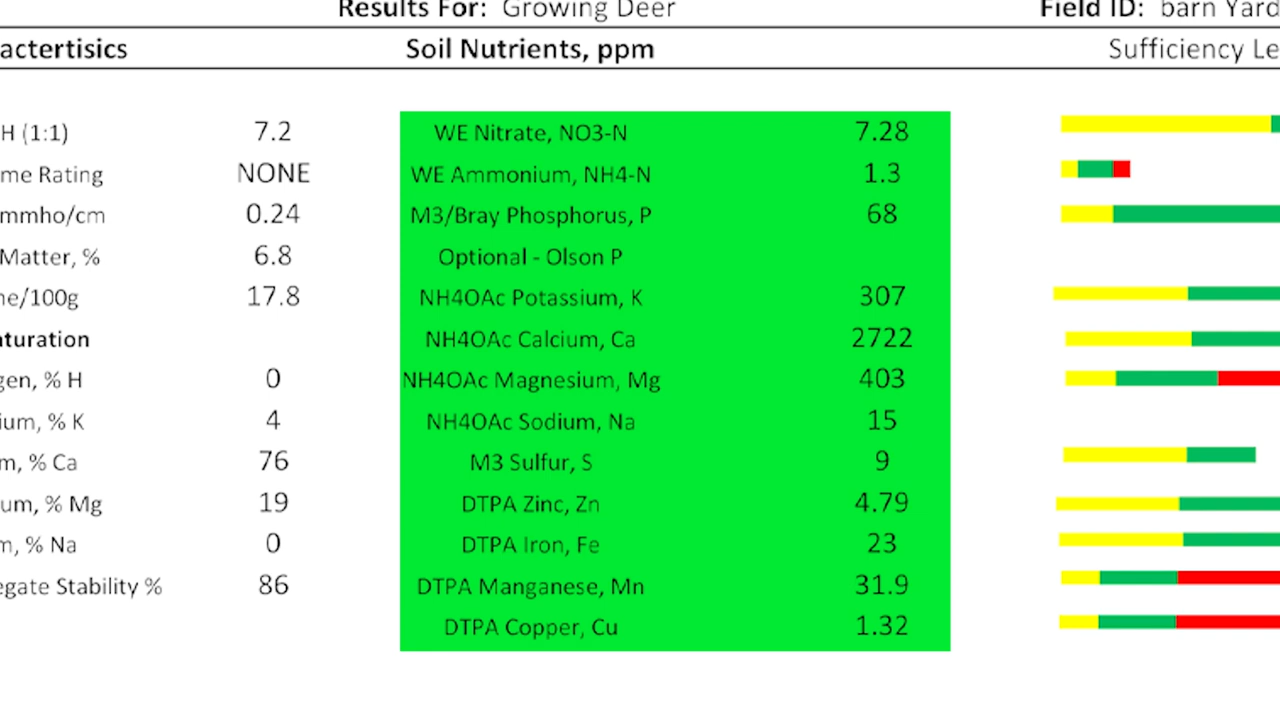 Results For: Growing Deer Field ID: barn Yard
actertisics Soil Nutrients, ppm Sufficiency Le
H (1:1) 7.2 WE Nitrate, NO3-N 7.28
me Rating NONE WE Ammonium, NH4-N 1.3
mmho/cm 0.24 M3/Bray Phosphorus, P 68
Matter, % 6.8 Optional - Olson P
ne/100g 17.8 NH4OAc Potassium, K 307
aturation NH4OAc Calcium, Ca 2722
gen, % H 0 NH4OAc Magnesium, Mg 403
ium, % K 4 NH4OAc Sodium, Na 15
m, % Ca 76 M3 Sulfur, S 9
um, % Mg 19 DTPA Zinc, Zn 4.79
m, % Na 0 DTPA Iron, Fe 23
egate Stability % 86 DTPA Manganese, Mn 31.9
DTPA Copper, Cu 1.32